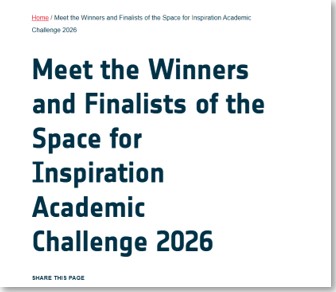 Home / Meet the Winners and Finalists of the Space for Inspiration Academic
Challenge 2026
Meet the Winners
and Finalists of the
Space for
Inspiration
Academic
Challenge 2026
SHARE THIS PAGE